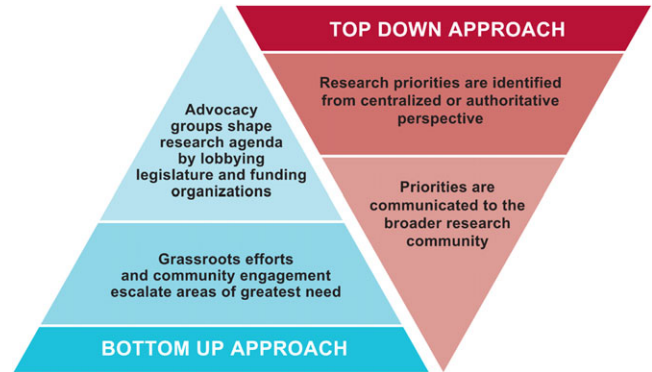 Advocacy
groups shape
research agenda
by lobbying
legislature and funding
organizations
Grassroots efforts
and community engagement
escalate areas of greatest need
BOTTOM UP APPROACH
TOP DOWN APPROACH
Research priorities are identified
from centralized or authoritative
perspective
Priorities are
communicated to the
broader research
community